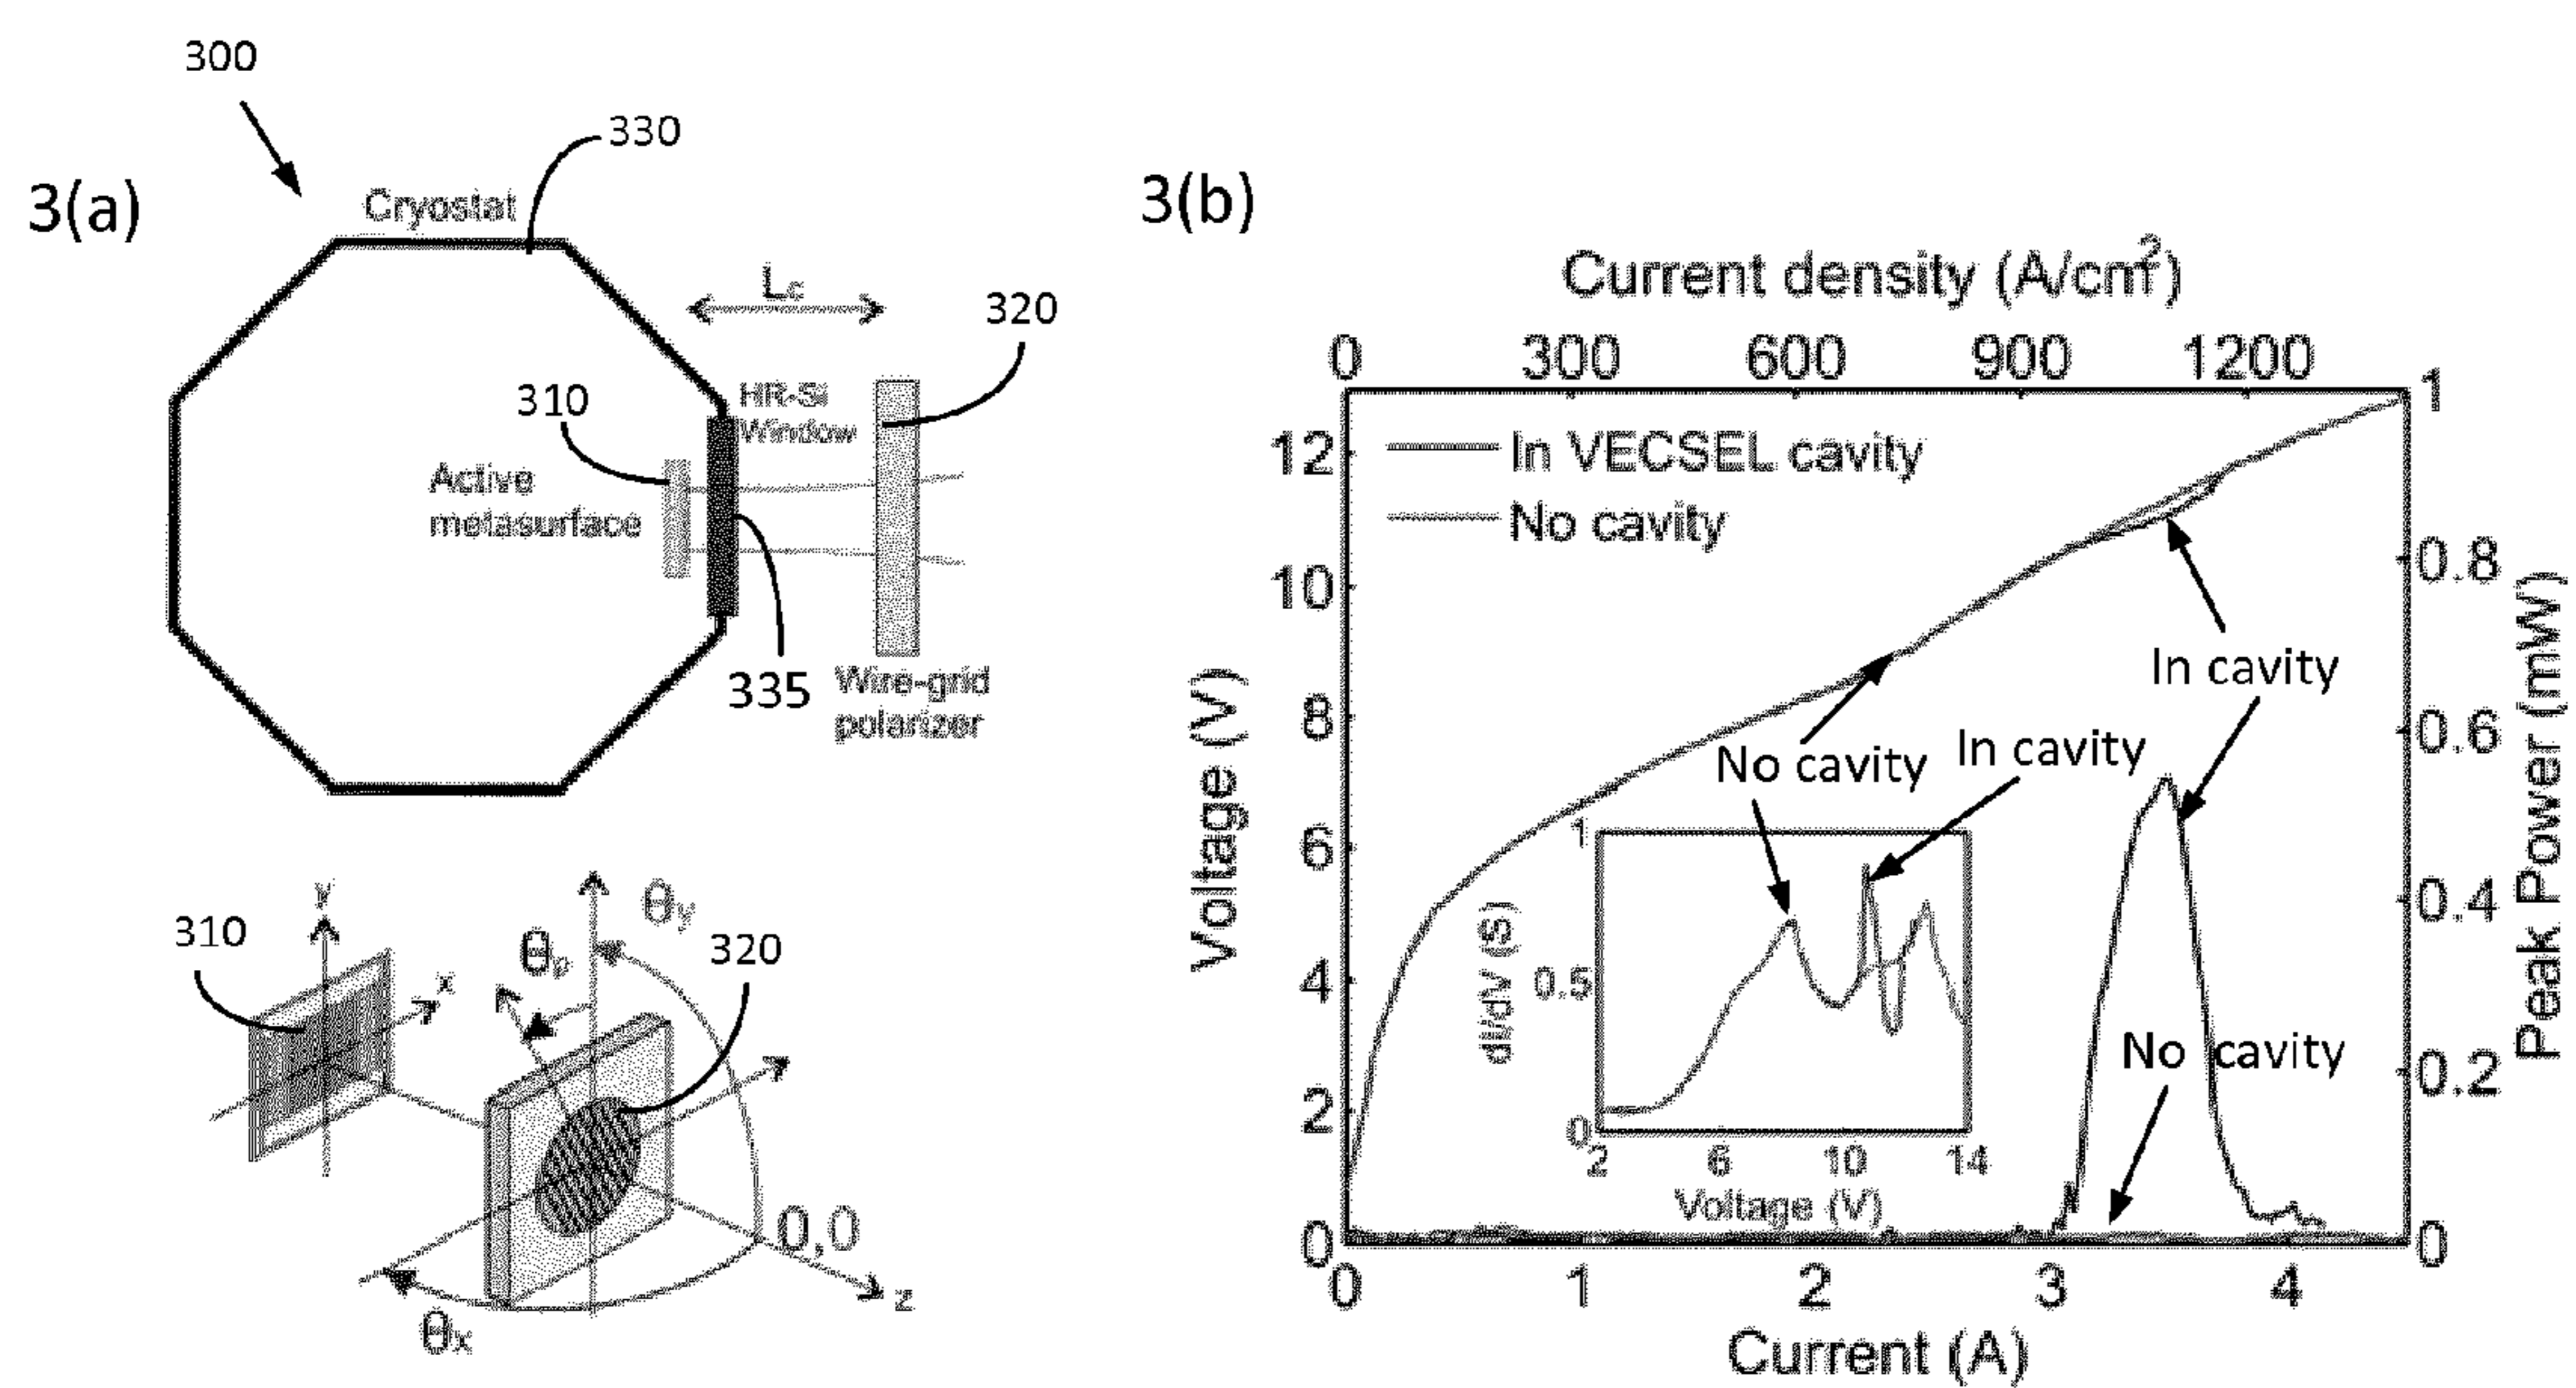 300
330
3(a)
Cryostat
Lc
320
310
HR-Si
Window
Active
metasurface
335
Wire-grid
polarizer
y
θy
310
θp
320
x
0,0
z
θx
3(b)
Current density (A/cm²)
0 300 600 900 1200
1
12
In VECSEL cavity
No cavity
10
0.8
In cavity
8
0.6
No cavity
In cavity
Voltage (V)
Peak Power (mW)
6
1
0.4
dI/dV (S)
0.5
4
No cavity
0.2
2
0
2 6 10 14
Voltage (V)
0
0
0 1 2 3 4
Current (A)